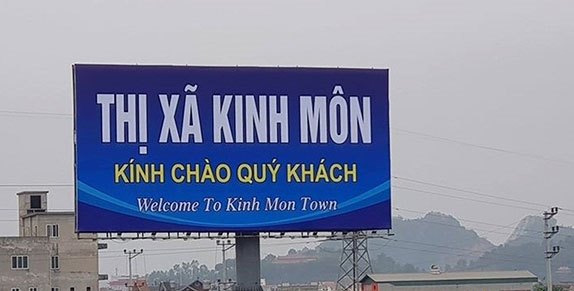 THỊ XÃ KINH MÔN
KÍNH CHÀO QUÝ KHÁCH
Welcome To Kinh Mon Town